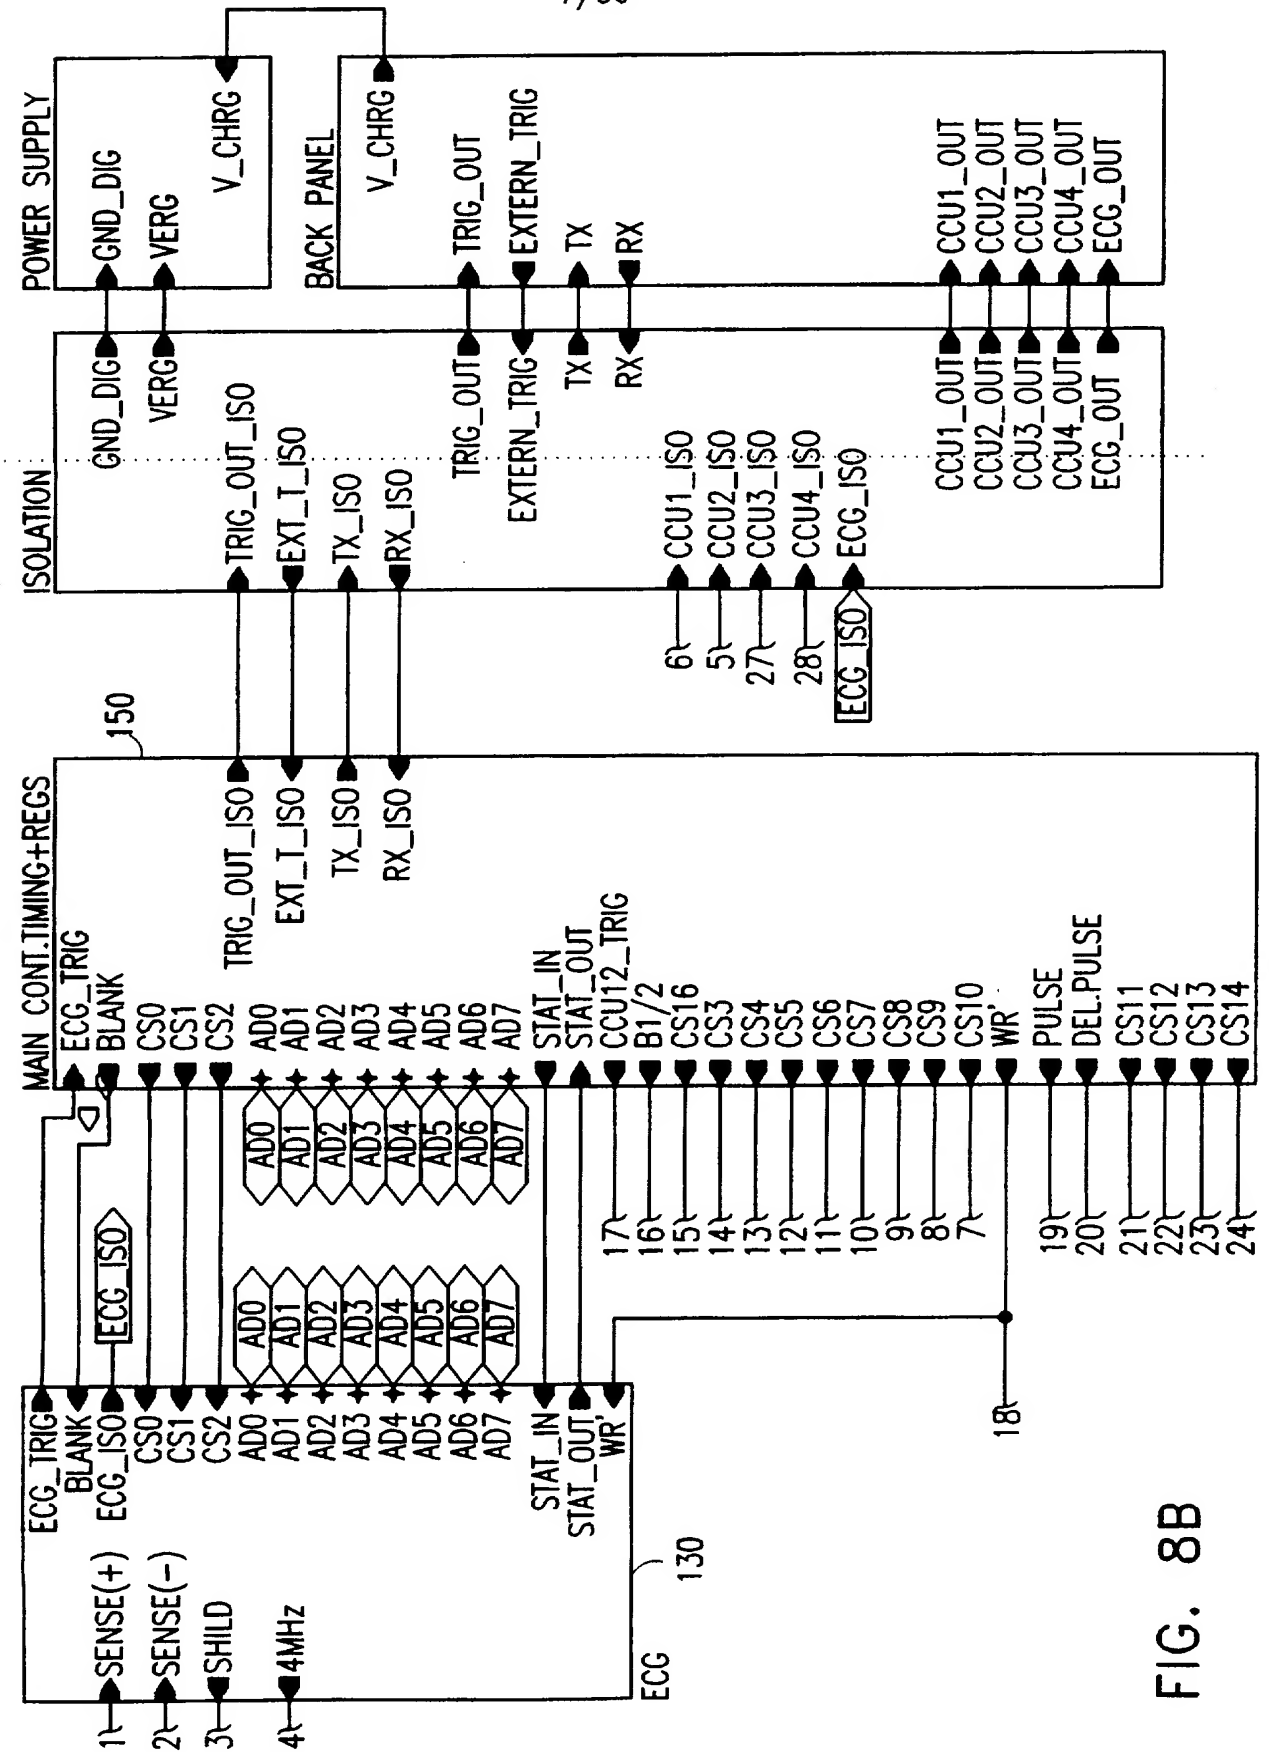 POWER SUPPLY
GND_DIG
VERG
V_CHRG
BACK PANEL
V_CHRG
TRIG_OUT
EXTERN_TRIG
TX
RX
CCU1_OUT
CCU2_OUT
CCU3_OUT
CCU4_OUT
ECG_OUT
ISOLATION
GND_DIG
VERG
TRIG_OUT_ISO
EXT_T_ISO
TX_ISO
RX_ISO
TRIG_OUT
EXTERN_TRIG
TX
RX
6
CCU1_ISO
5
CCU2_ISO
27
CCU3_ISO
28
CCU4_ISO
ECG_ISO
ECG_ISO
CCU1_OUT
CCU2_OUT
CCU3_OUT
CCU4_OUT
ECG_OUT
MAIN CONT.TIMING+REGS
150
ECG_TRIG
BLANK
CS0
CS1
CS2
AD0
AD1
AD2
AD3
AD4
AD5
AD6
AD7
AD0
AD1
AD2
AD3
AD4
AD5
AD6
AD7
STAT_IN
STAT_OUT
17
CCU12_TRIG
16
B1/2
15
CS16
14
CS3
13
CS4
12
CS5
11
CS6
10
CS7
9
CS8
8
CS9
7
CS10
WR'
19
PULSE
20
DEL.PULSE
21
CS11
22
CS12
23
CS13
24
CS14
TRIG_OUT_ISO
EXT_T_ISO
TX_ISO
RX_ISO
ECG_ISO
AD0
AD1
AD2
AD3
AD4
AD5
AD6
AD7
18
ECG_TRIG
BLANK
ECG_ISO
CS0
CS1
CS2
AD0
AD1
AD2
AD3
AD4
AD5
AD6
AD7
STAT_IN
STAT_OUT
WR'
1
SENSE(+)
2
SENSE(-)
3
SHILD
4
4MHz
ECG
130
FIG. 8B